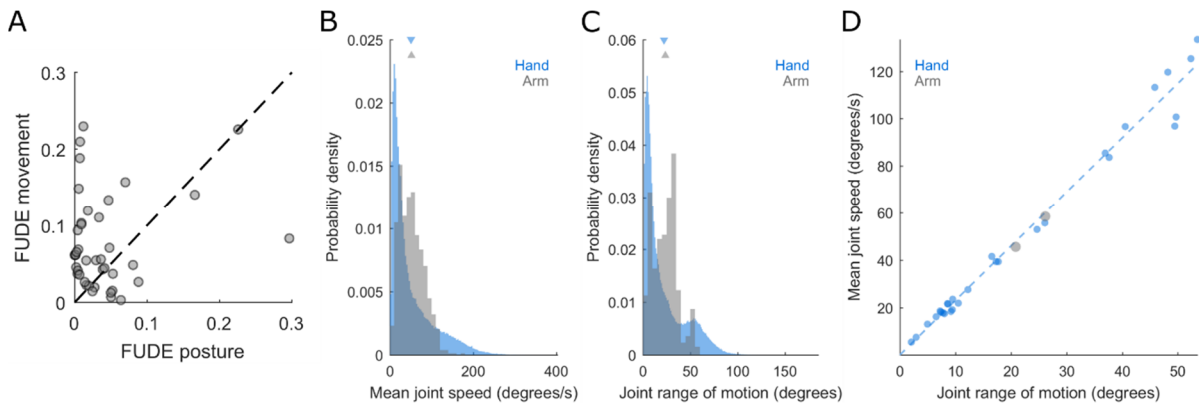 A
FUDE movement
0.3
0.2
0.1
0
0
0.1
0.2
0.3
FUDE posture
B
Probability density
0.025
0.02
0.015
0.01
0.005
0
0
200
400
Mean joint speed (degrees/s)
Hand
Arm
C
Probability density
0.06
0.05
0.04
0.03
0.02
0.01
0
0
50
100
150
Joint range of motion (degrees)
Hand
Arm
D
Mean joint speed (degrees/s)
120
100
80
60
40
20
0
10
20
30
40
50
Joint range of motion (degrees)
Hand
Arm